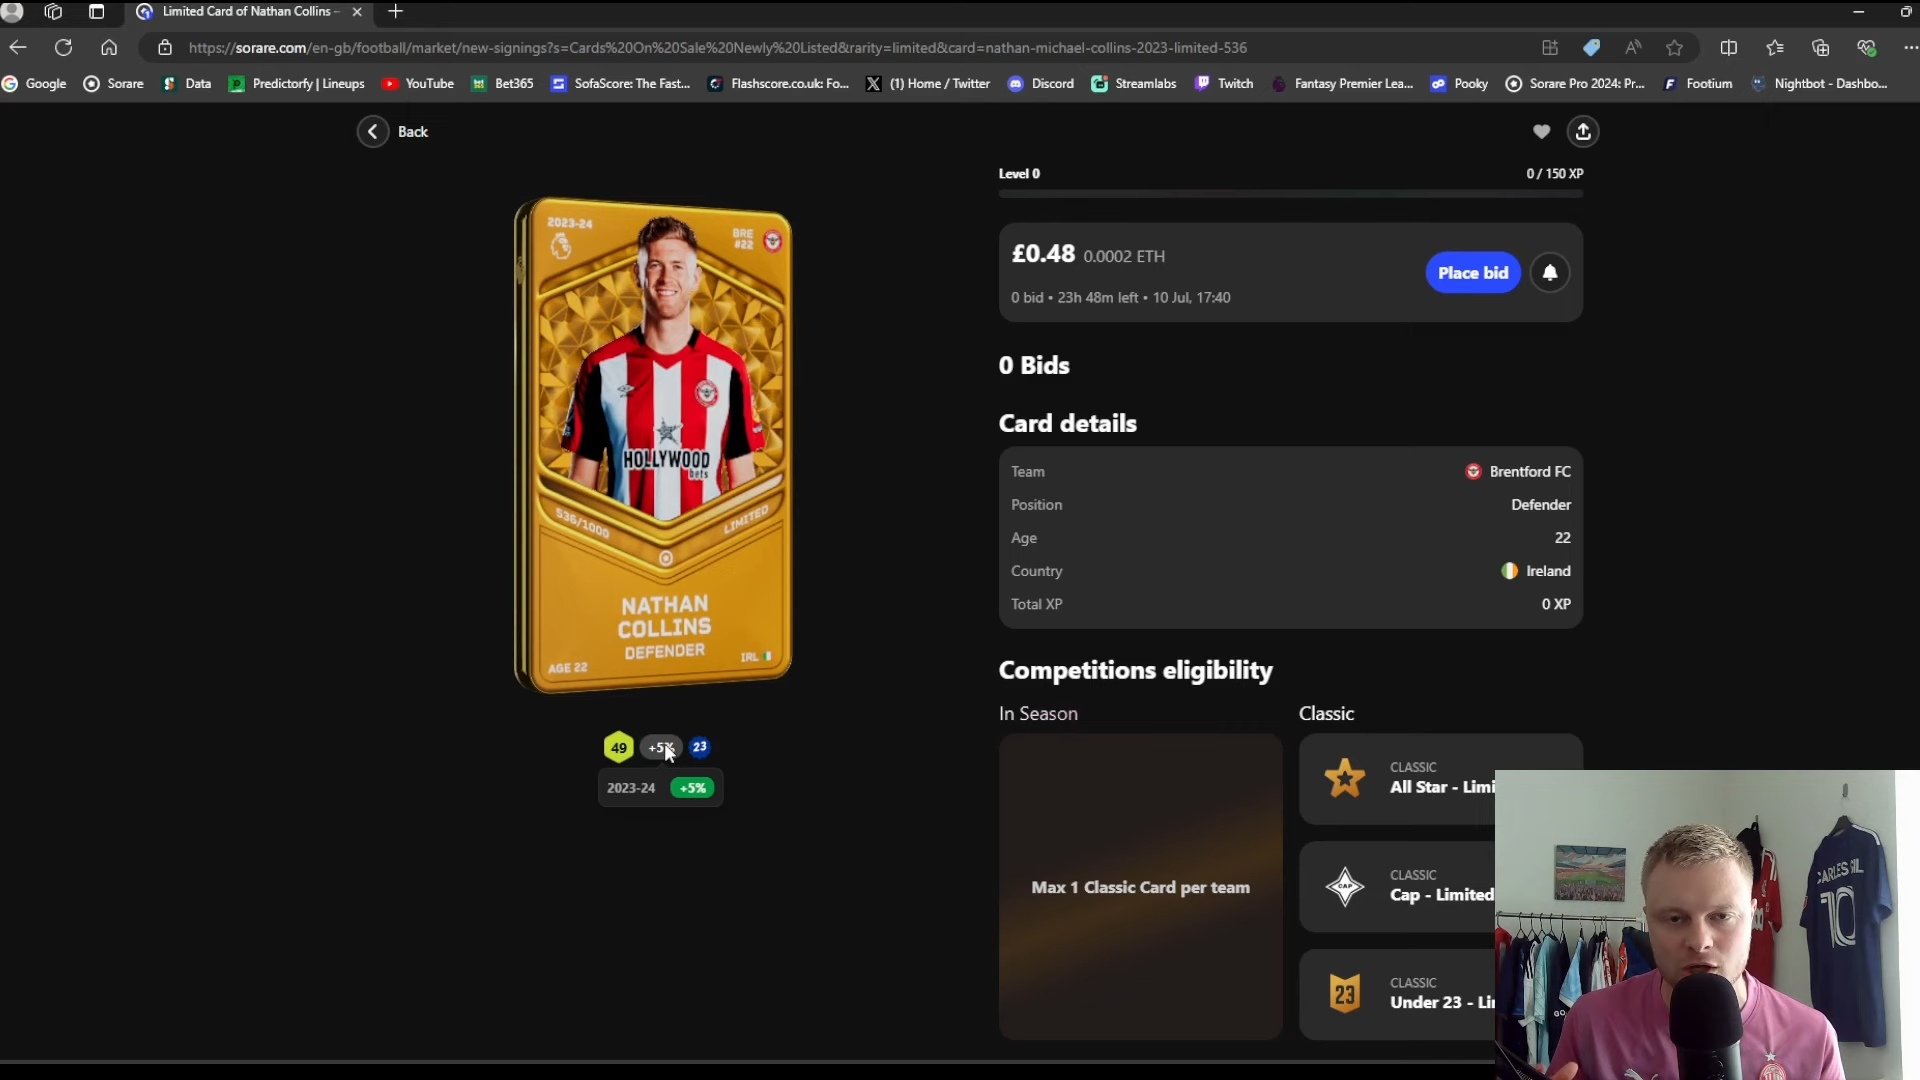 Limited Card of Nathan Collins -
https://sorare.com/en-gb/football/market/new-signings?s=Cards%20On%20Sale%20Newly%20Listed&rarity=limited&card=nathan-michael-collins-2023-limited-536
Google
Sorare
Data
Predictorfy | Lineups
YouTube
Bet365
SofaScore: The Fast...
Flashscore.co.uk: Fo...
(1) Home / Twitter
Discord
Streamlabs
Twitch
Fantasy Premier Lea...
Pooky
Sorare Pro 2024: Pr...
Footium
Nightbot - Dashbo...
Back
Level 0
0 / 150 XP
£0.48 0.0002 ETH
Place bid
0 bid • 23h 48m left • 10 Jul, 17:40
0 Bids
Card details
Team
Brentford FC
Position
Defender
Age
22
Country
Ireland
Total XP
0 XP
Competitions eligibility
In Season
Classic
Max 1 Classic Card per team
CLASSIC
All Star - Limi
CLASSIC
CAP
Cap - Limited
CLASSIC
23
Under 23 - Li
2023-24
BRE
#22
HOLLYWOOD
bets
536/1000
LIMITED
NATHAN
COLLINS
DEFENDER
AGE 22
IRL
49
+5%
23
2023-24
+5%
CARLES GIL
10